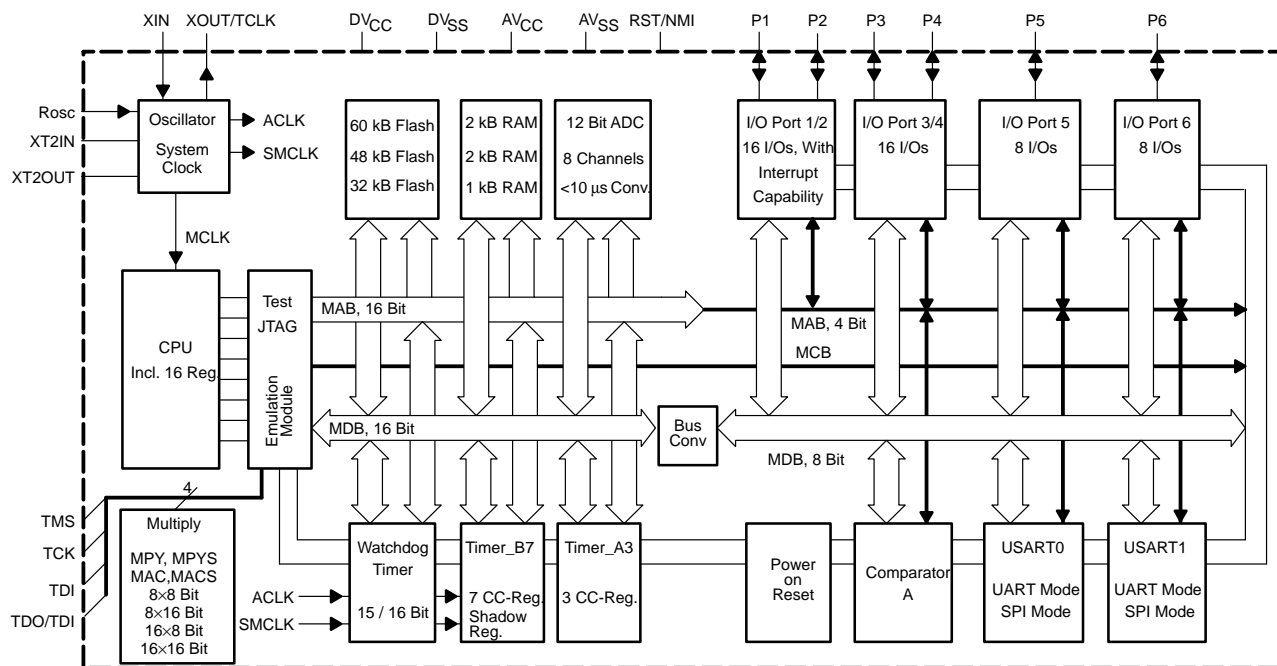 XIN
XOUT/TCLK
DVCC
DVSS
AVCC
AVSS
RST/NMI
P1
P2
P3
P4
P5
P6
Rosc
XT2IN
XT2OUT
Oscillator
System
Clock
ACLK
SMCLK
MCLK
60 kB Flash
48 kB Flash
32 kB Flash
2 kB RAM
2 kB RAM
1 kB RAM
12 Bit ADC
8 Channels
<10 μs Conv.
I/O Port 1/2
16 I/Os, With
Interrupt
Capability
I/O Port 3/4
16 I/Os
I/O Port 5
8 I/Os
I/O Port 6
8 I/Os
CPU
Incl. 16 Reg.
Test
JTAG
Emulation
Module
MAB, 16 Bit
MAB, 4 Bit
MCB
MDB, 16 Bit
Bus
Conv
MDB, 8 Bit
4
TMS
TCK
TDI
TDO/TDI
Multiply
MPY, MPYS
MAC,MACS
8×8 Bit
8×16 Bit
16×8 Bit
16×16 Bit
ACLK
SMCLK
Watchdog
Timer
15 / 16 Bit
Timer_B7
7 CC-Reg.
Shadow
Reg.
Timer_A3
3 CC-Reg.
Power
on
Reset
Comparator
A
USART0
UART Mode
SPI Mode
USART1
UART Mode
SPI Mode